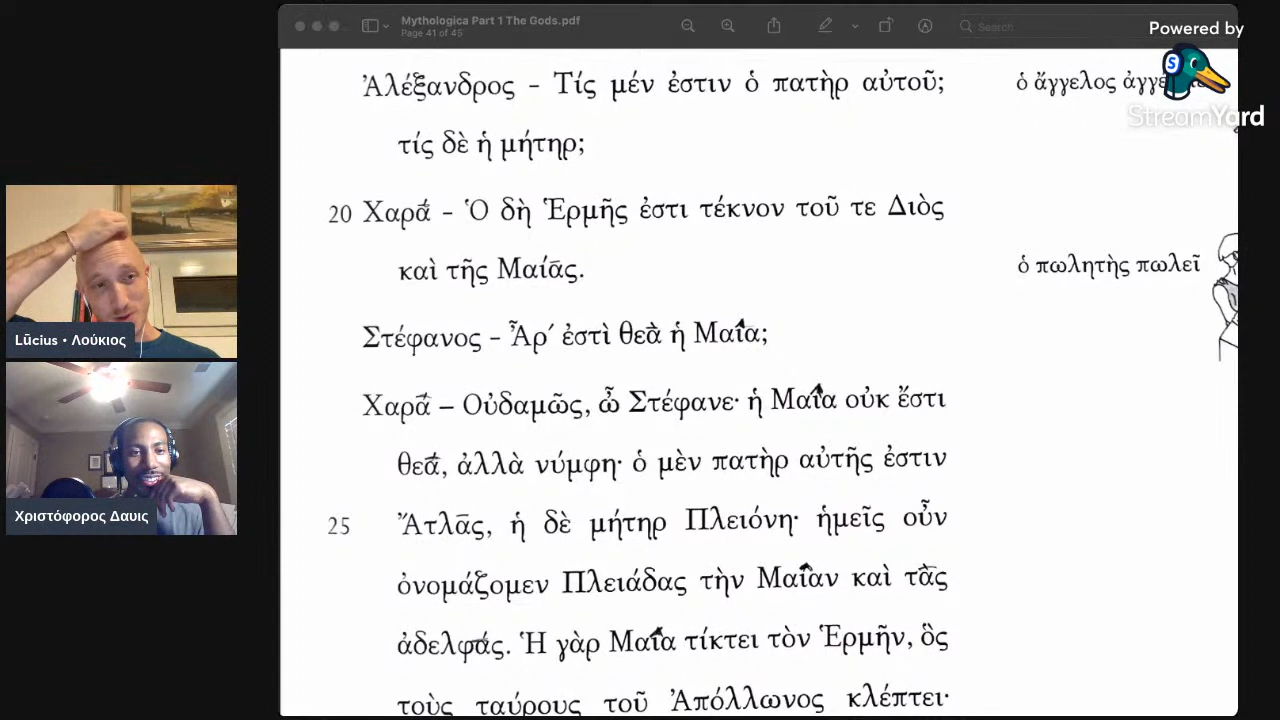 Mythologica Part 1 The Gods.pdf
Page 41 of 45
Search
Powered by
StreamYard
Ἀλέξανδρος – Τίς μέν ἐστιν ὁ πατὴρ αὐτοῦ;
τίς δὲ ἡ μήτηρ;
20 Χαρᾱ́ – Ὁ δὴ Ἑρμῆς ἐστι τέκνον τοῦ τε Διὸς
καὶ τῆς Μαίᾱς.
Στέφανος – Ἆρ’ ἐστὶ θεᾱ̀ ἡ Μαῖα;
Χαρᾱ́ – Οὐδαμῶς, ὦ Στέφανε· ἡ Μαῖα οὐκ ἔστι
θεᾱ́, ἀλλὰ νύμφη· ὁ μὲν πατὴρ αὐτῆς ἐστιν
25 Ἄτλᾱς, ἡ δὲ μήτηρ Πλειόνη· ἡμεῖς οὖν
ὀνομάζομεν Πλειάδας τὴν Μαῖαν καὶ τᾱ̀ς
ἀδελφᾱ́ς. Ἡ γὰρ Μαῖα τίκτει τὸν Ἑρμῆν, ὃς
τοὺς ταύρους τοῦ Ἀπόλλωνος κλέπτει·
ὁ ἄγγελος
ὁ πωλητὴς πωλεῖ
Lūcius • Λούκιος
Χριστόφορος Δαυις